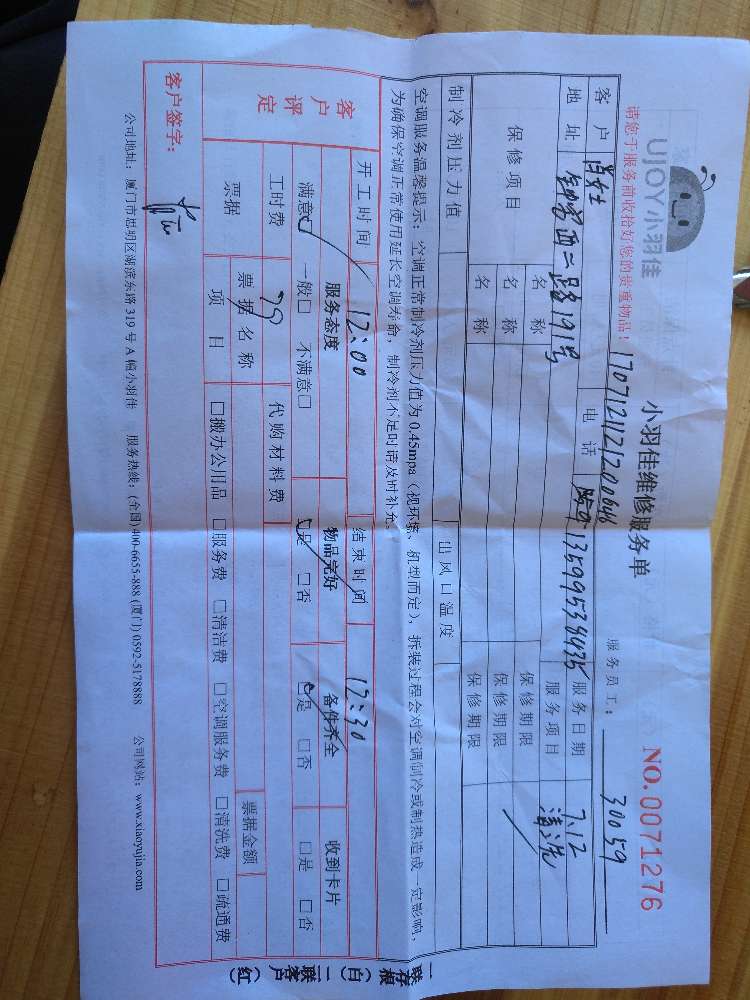 UJOY小羽佳
小羽佳维修服务单
NO.0071276
请您于服务前收拾好您的贵重物品!
1707121121200646
服务员工: 30059
客户 电话 13599538435 服务日期 7.12
地址 西二路191号 服务项目 清洗
保修项目 名称 保修期限
名称 保修期限
名称 保修期限
制冷剂压力值 出风口温度
空调服务温馨提示: 空调正常制冷剂压力值为0.45mpa(视环境、机型而定), 拆装过程会对空调制冷或制热造成一定影响,
为确保空调正常使用延长空调寿命, 制冷剂不足时请及时补充。
开工时间 12:00 结束时间 12:30
客户评定
服务态度 物品完好 备件齐全 收到卡片
满意□ 一般□ 不满意□ □是 □否 □是 □否 □是 □否
工时费 79 代购材料费
票据 票据名称 票据金额
项目 □搬办公用品 □服务费 □清洁费 □空调服务费 □清洗费 □疏通费
客户签字:
公司地址: 厦门市思明区湖滨东路319号A幢小羽佳 服务热线: (全国)400-6655-888 (厦门) 0592-5178888 公司网站: www.xiaoyujia.com
一联存根(白) 二联客户(红)